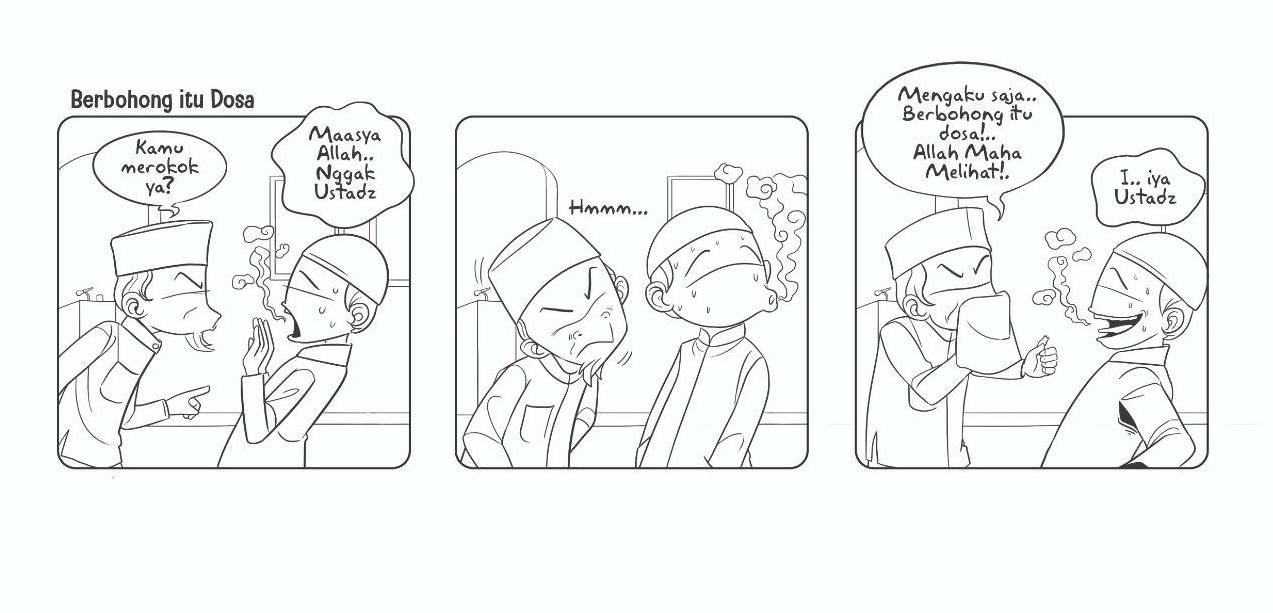 Berbohong itu Dosa
Kamu
merokok
ya?
Maasya
Allah..
Nggak
Ustadz
Hmmm...
Mengaku saja..
Berbohong itu
dosa!..
Allah Maha
Melihat!.
I.. iya
Ustadz